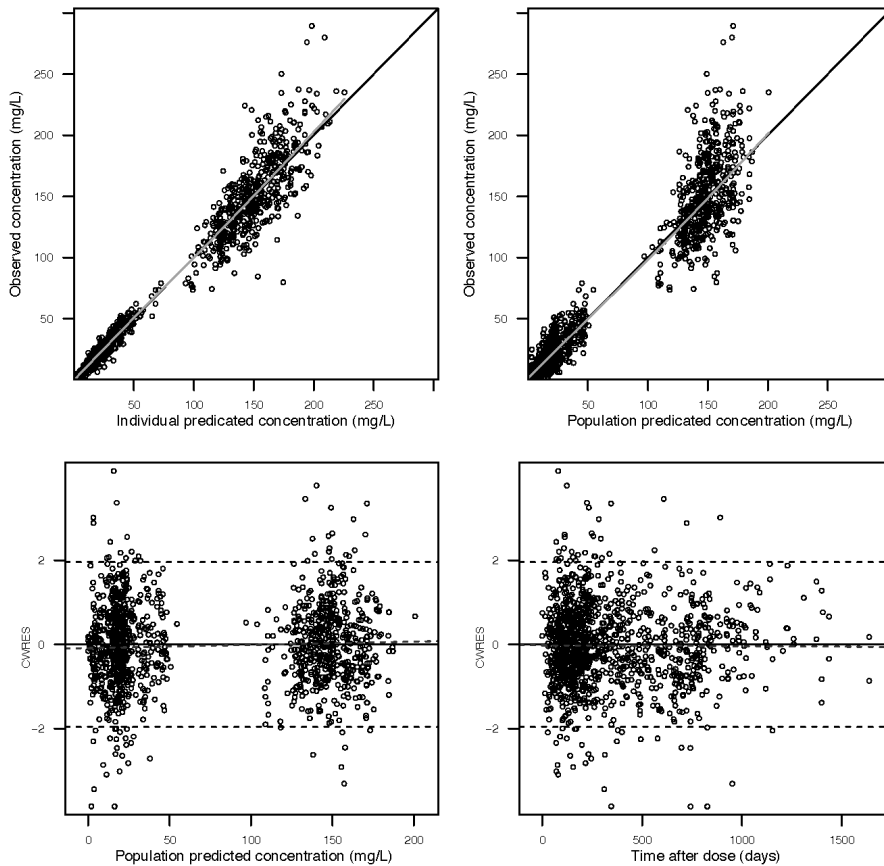 250
200
150
100
50
Observed concentration (mg/L)
50 100 150 200 250
Individual predicated concentration (mg/L)
250
200
150
100
50
Observed concentration (mg/L)
50 100 150 200 250
Population predicated concentration (mg/L)
2
0
−2
CWRES
0 50 100 150 200
Population predicted concentration (mg/L)
2
0
−2
CWRES
0 500 1000 1500
Time after dose (days)